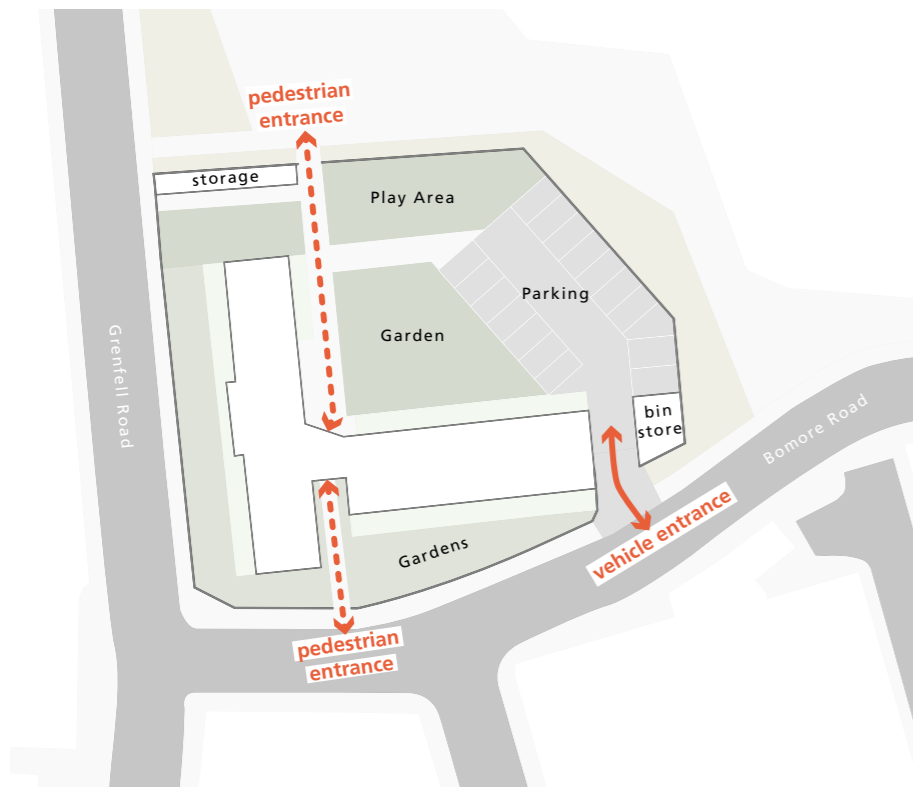 pedestrian
entrance
storage
Play Area
Parking
Garden
Grenfell Road
bin
store
Bomore Road
vehicle entrance
Gardens
pedestrian
entrance